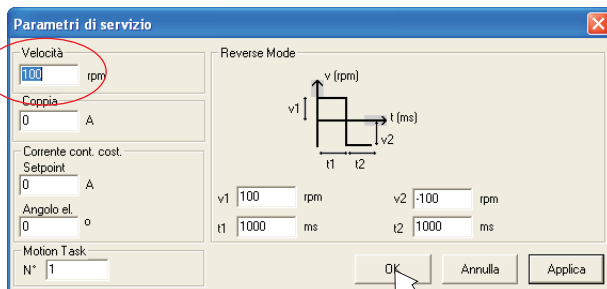 Parametri di servizio
Velocità
100 rpm
Coppia
0 A
Corrente cont. cost.
Setpoint
0 A
Angolo el.
0 o
Motion Task
N° 1
Reverse Mode
v (rpm)
v1
t (ms)
v2
t1 t2
v1 100 rpm v2 -100 rpm
t1 1000 ms t2 1000 ms
OK Annulla Applica